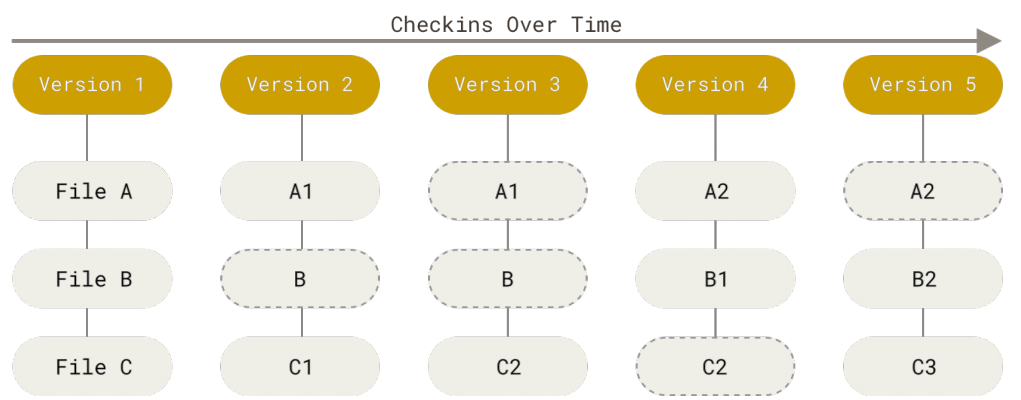 Checkins Over Time
Version 1 Version 2 Version 3 Version 4 Version 5
File A A1 A1 A2 A2
File B B B B1 B2
File C C1 C2 C2 C3